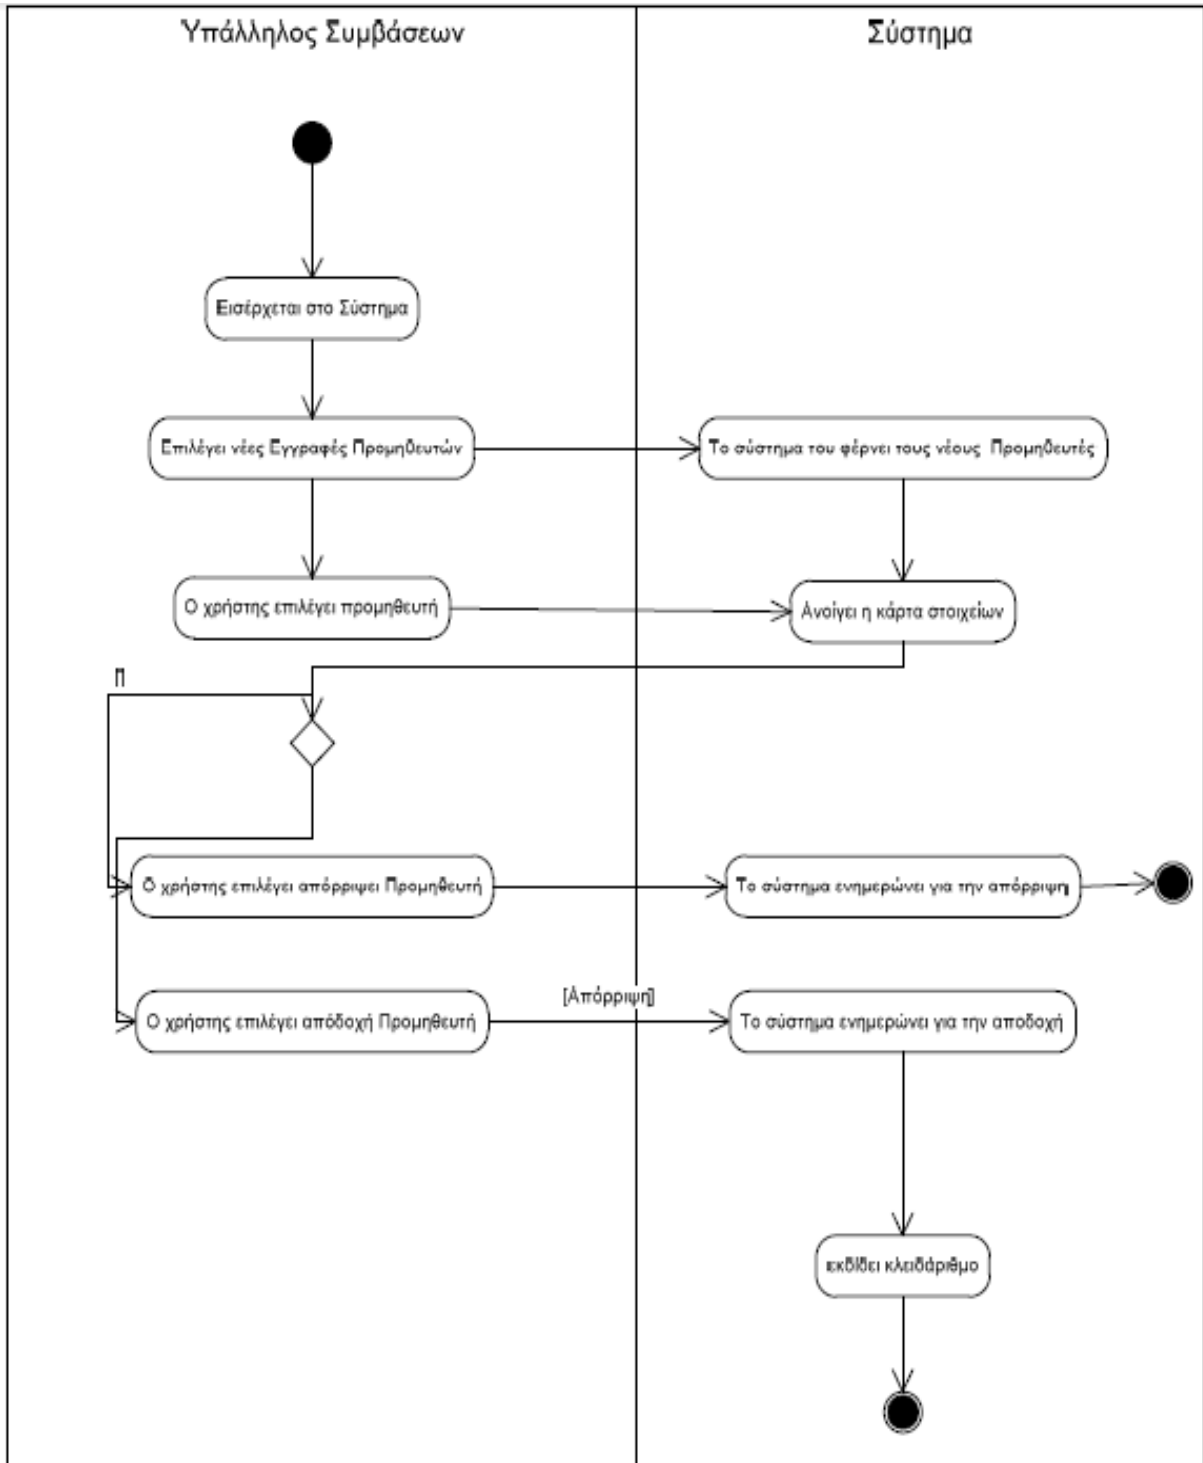 Υπάλληλος Συμβάσεων
Σύστημα
Εισέρχεται στο Σύστημα
Επιλέγει νέες Εγγραφές Προμηθευτών
Το σύστημα του φέρνει τους νέους Προμηθευτές
Ο χρήστης επιλέγει προμηθευτή
Ανοίγει η κάρτα στοιχείων
Π
Ο χρήστης επιλέγει απόρριψει Προμηθευτή
Το σύστημα ενημερώνει για την απόρριψη
[Απόρριψη]
Ο χρήστης επιλέγει απόδοχή Προμηθευτή
Το σύστημα ενημερώνει για την αποδοχή
εκδίδει κλειδάριθμο